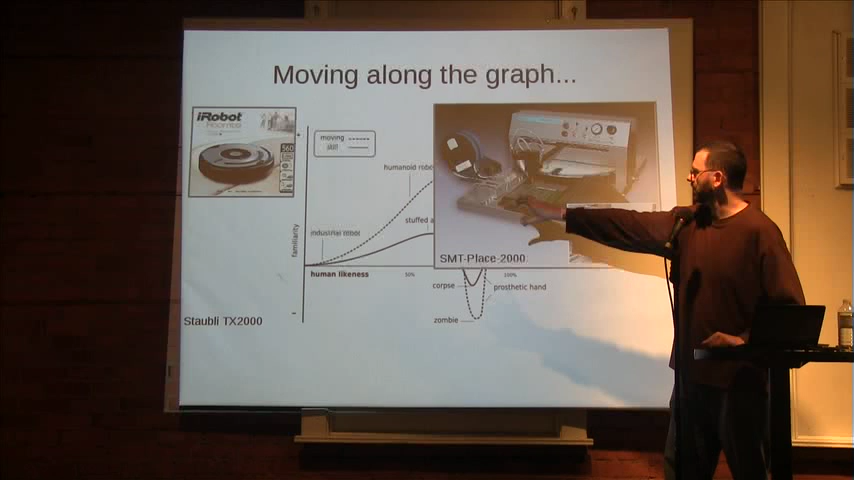 Moving along the graph...
iRobot
Roomba
560
+
moving
still
humanoid robo
stuffed a
industrial robot
familiarity
human likeness
50%
100%
SMT-Place-2000
corpse
prosthetic hand
zombie
-
Staubli TX2000